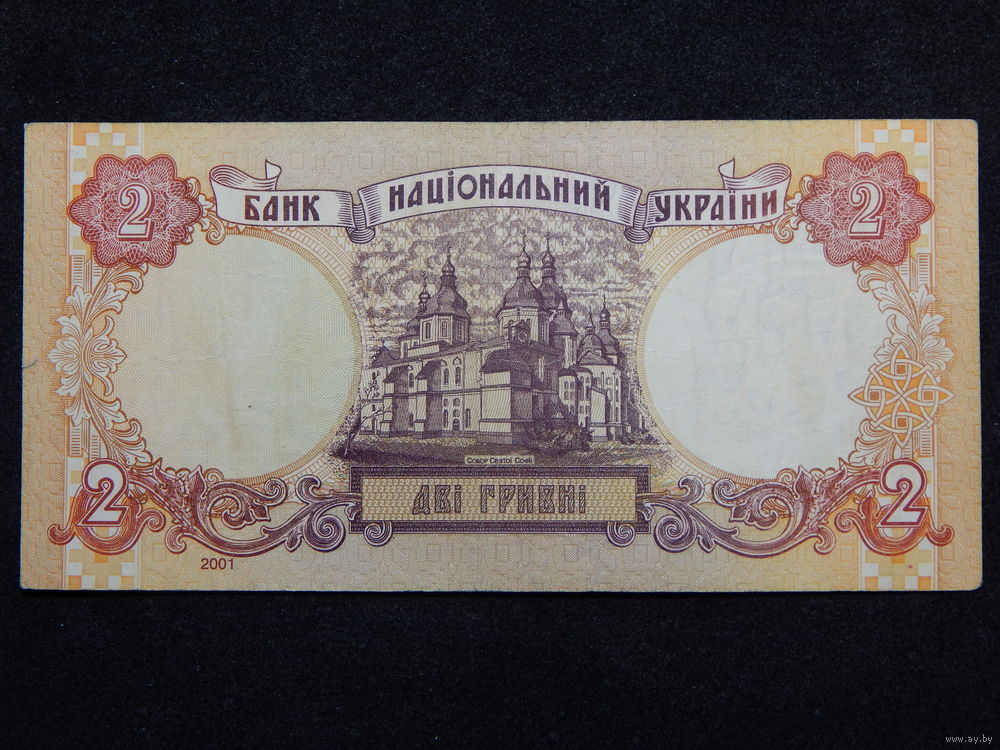 2 БАНК НАЦІОНАЛЬНИЙ УКРАЇНИ 2
СОБОР СВЯТОЇ СОФІЇ
2 ДВІ ГРИВНІ 2
2001
www.ay.by